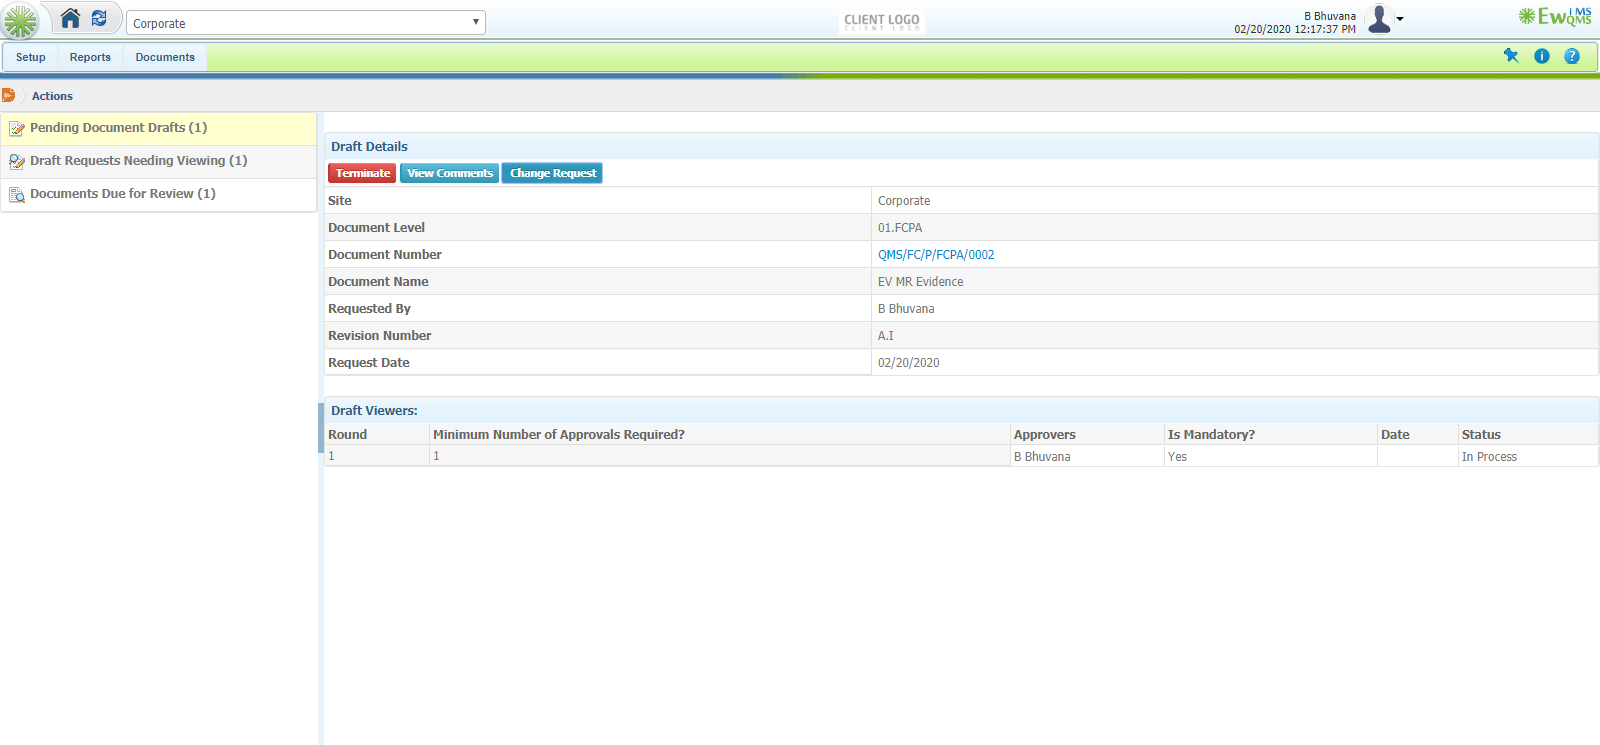 Corporate
CLIENT LOGO
CLIENT LOGO
B Bhuvana
02/20/2020 12:17:37 PM
EwQMS
IMS
Setup Reports Documents
Actions
Pending Document Drafts (1)
Draft Requests Needing Viewing (1)
Documents Due for Review (1)
Draft Details
Terminate View Comments Change Request
Site Corporate
Document Level 01.FCPA
Document Number QMS/FC/P/FCPA/0002
Document Name EV MR Evidence
Requested By B Bhuvana
Revision Number A.I
Request Date 02/20/2020
Draft Viewers:
Round Minimum Number of Approvals Required? Approvers Is Mandatory? Date Status
1 1 B Bhuvana Yes In Process